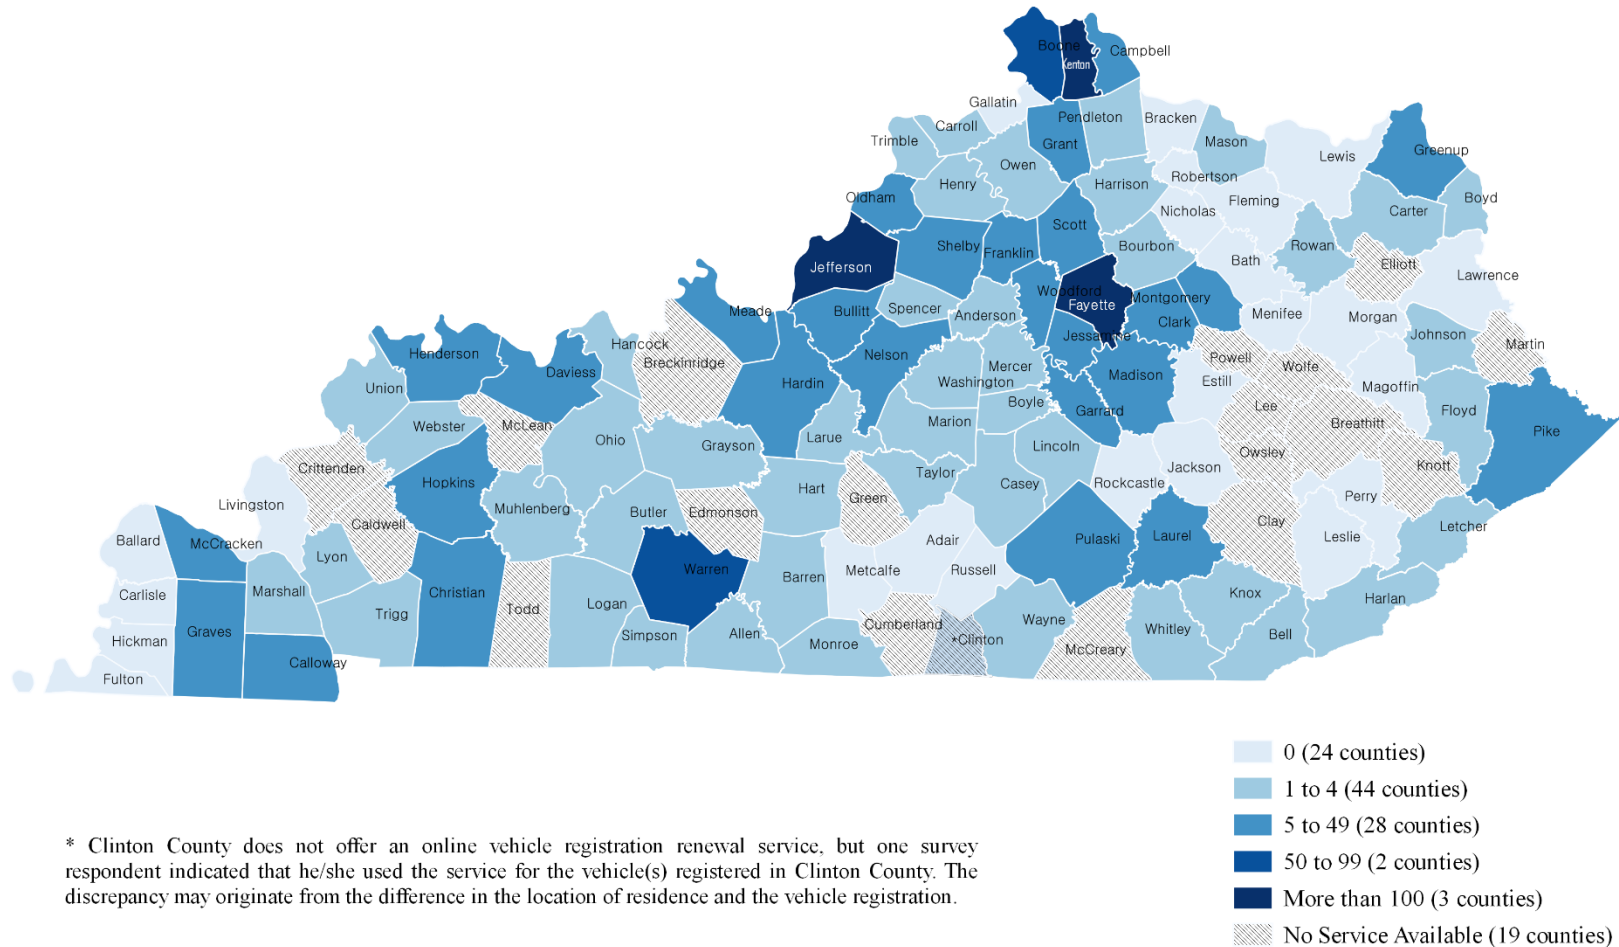 Boone
Kenton
Campbell
Gallatin
Pendleton
Bracken
Carroll
Trimble
Grant
Mason
Owen
Lewis
Greenup
Henry
Harrison
Robertson
Oldham
Fleming
Boyd
Nicholas
Carter
Scott
Shelby
Franklin
Bourbon
Rowan
Jefferson
Bath
Elliott
Lawrence
Woodford
Montgomery
Fayette
Meade
Bullitt
Spencer
Anderson
Menifee
Morgan
Clark
Jessamine
Johnson
Hancock
Martin
Henderson
Nelson
Breckinridge
Powell
Mercer
Wolfe
Daviess
Hardin
Washington
Madison
Estill
Magoffin
Union
Boyle
Lee
Garrard
Floyd
Webster
McLean
Marion
Breathitt
Pike
Ohio
Larue
Grayson
Lincoln
Owsley
Crittenden
Taylor
Jackson
Knott
Hopkins
Hart
Green
Casey
Rockcastle
Perry
Livingston
Muhlenberg
Butler
Edmonson
Caldwell
Clay
Letcher
Ballard
McCracken
Adair
Pulaski
Laurel
Leslie
Lyon
Warren
Metcalfe
Russell
Barren
Carlisle
Marshall
Christian
Knox
Harlan
Logan
Todd
Trigg
Wayne
Cumberland
Graves
Whitley
Hickman
Simpson
Allen
Bell
*Clinton
Monroe
McCreary
Calloway
Fulton
0 (24 counties)
1 to 4 (44 counties)
5 to 49 (28 counties)
50 to 99 (2 counties)
More than 100 (3 counties)
No Service Available (19 counties)
* Clinton County does not offer an online vehicle registration renewal service, but one survey
respondent indicated that he/she used the service for the vehicle(s) registered in Clinton County. The
discrepancy may originate from the difference in the location of residence and the vehicle registration.